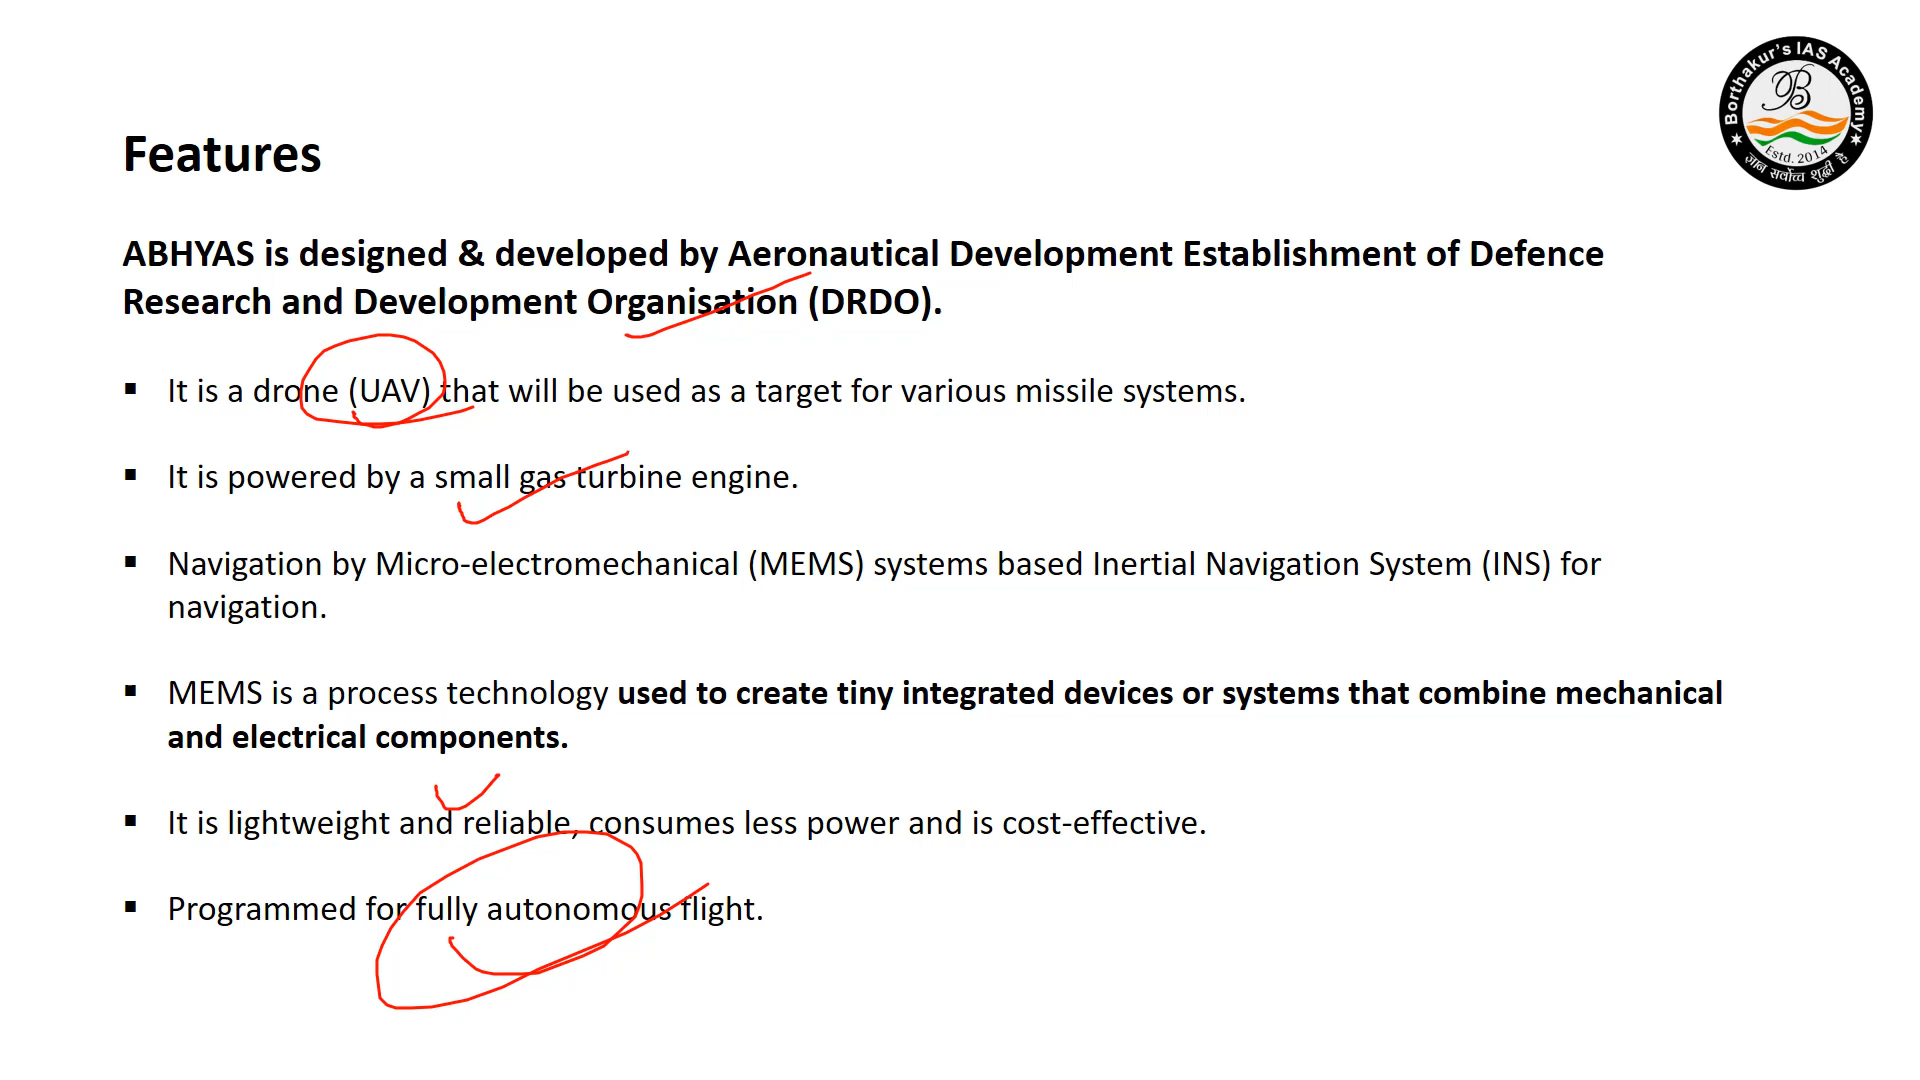 Borthakur's IAS Academy
B
Estd. 2014
ज्ञान सर्वोच्च शुद्धी है
Features
ABHYAS is designed & developed by Aeronautical Development Establishment of Defence
Research and Development Organisation (DRDO).
▪ It is a drone (UAV) that will be used as a target for various missile systems.
▪ It is powered by a small gas turbine engine.
▪ Navigation by Micro-electromechanical (MEMS) systems based Inertial Navigation System (INS) for
navigation.
▪ MEMS is a process technology used to create tiny integrated devices or systems that combine mechanical
and electrical components.
▪ It is lightweight and reliable, consumes less power and is cost-effective.
▪ Programmed for fully autonomous flight.